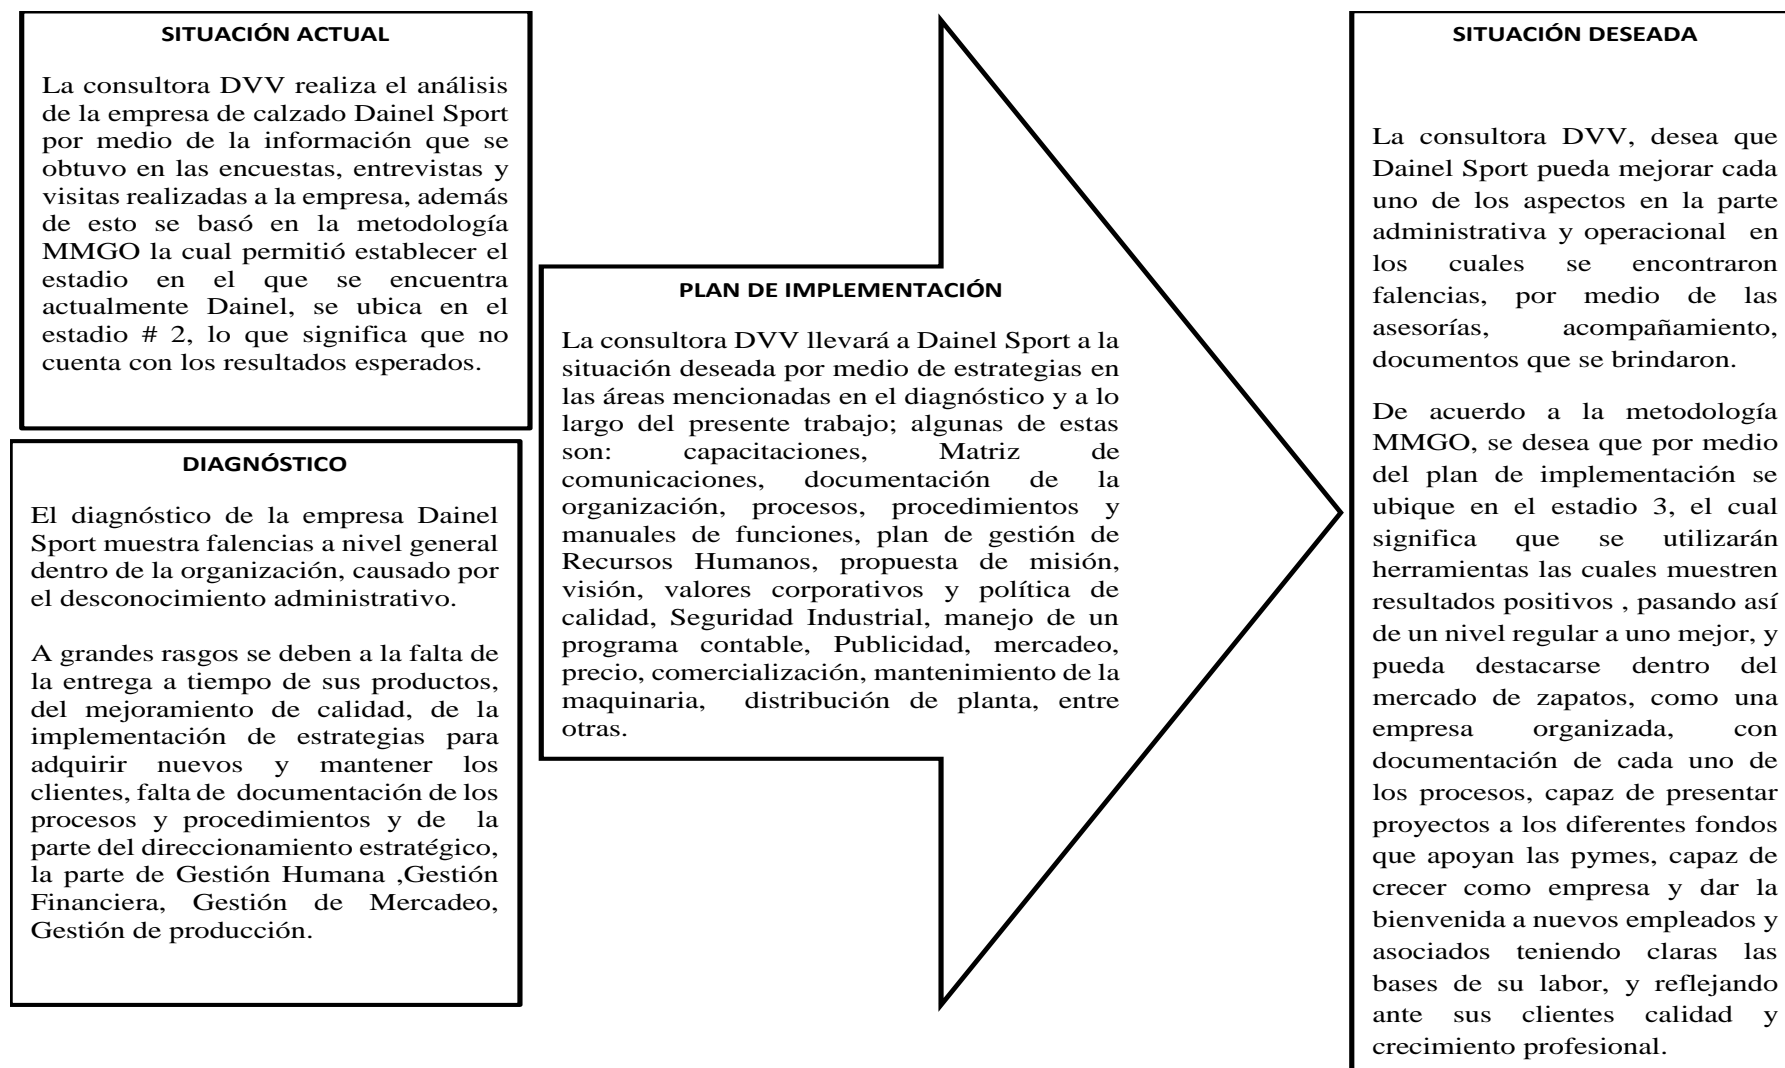 SITUACIÓN ACTUAL
La consultora DVV realiza el análisis
de la empresa de calzado Dainel Sport
por medio de la información que se
obtuvo en las encuestas, entrevistas y
visitas realizadas a la empresa, además
de esto se basó en la metodología
MMGO la cual permitió establecer el
estadio en el que se encuentra
actualmente Dainel, se ubica en el
estadio # 2, lo que significa que no
cuenta con los resultados esperados.
DIAGNÓSTICO
El diagnóstico de la empresa Dainel
Sport muestra falencias a nivel general
dentro de la organización, causado por
el desconocimiento administrativo.
A grandes rasgos se deben a la falta de
la entrega a tiempo de sus productos,
del mejoramiento de calidad, de la
implementación de estrategias para
adquirir nuevos y mantener los
clientes, falta de documentación de los
procesos y procedimientos y de la
parte del direccionamiento estratégico,
la parte de Gestión Humana ,Gestión
Financiera, Gestión de Mercadeo,
Gestión de producción.
PLAN DE IMPLEMENTACIÓN
La consultora DVV llevará a Dainel Sport a la
situación deseada por medio de estrategias en
las áreas mencionadas en el diagnóstico y a lo
largo del presente trabajo; algunas de estas
son: capacitaciones, Matriz de
comunicaciones, documentación de la
organización, procesos, procedimientos y
manuales de funciones, plan de gestión de
Recursos Humanos, propuesta de misión,
visión, valores corporativos y política de
calidad, Seguridad Industrial, manejo de un
programa contable, Publicidad, mercadeo,
precio, comercialización, mantenimiento de la
maquinaria, distribución de planta, entre
otras.
SITUACIÓN DESEADA
La consultora DVV, desea que
Dainel Sport pueda mejorar cada
uno de los aspectos en la parte
administrativa y operacional en
los cuales se encontraron
falencias, por medio de las
asesorías, acompañamiento,
documentos que se brindaron.
De acuerdo a la metodología
MMGO, se desea que por medio
del plan de implementación se
ubique en el estadio 3, el cual
significa que se utilizarán
herramientas las cuales muestren
resultados positivos , pasando así
de un nivel regular a uno mejor, y
pueda destacarse dentro del
mercado de zapatos, como una
empresa organizada, con
documentación de cada uno de
los procesos, capaz de presentar
proyectos a los diferentes fondos
que apoyan las pymes, capaz de
crecer como empresa y dar la
bienvenida a nuevos empleados y
asociados teniendo claras las
bases de su labor, y reflejando
ante sus clientes calidad y
crecimiento profesional.